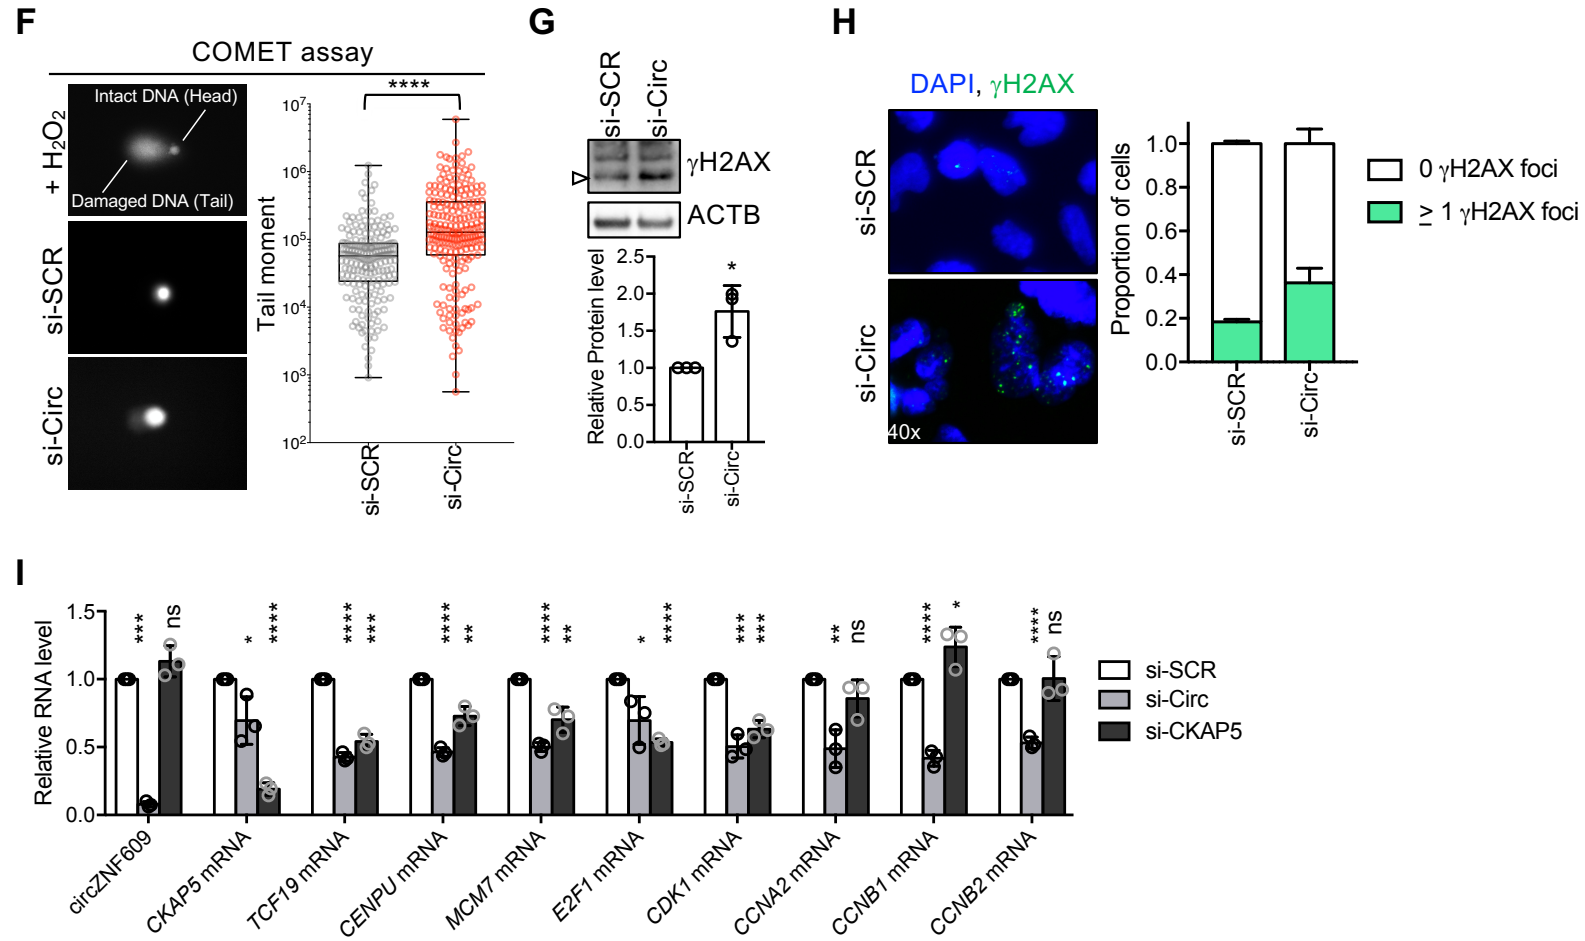 F
COMET assay
+ H2O2
Intact DNA (Head)
Damaged DNA (Tail)
si-SCR
si-Circ
****
Tail moment
10^7
10^6
10^5
10^4
10^3
10^2
si-SCR
si-Circ
G
si-SCR
si-Circ
γH2AX
ACTB
*
Relative Protein level
2.5
2.0
1.5
1.0
0.5
0.0
si-SCR
si-Circ
H
DAPI, γH2AX
si-SCR
si-Circ
40x
Proportion of cells
1.0
0.8
0.6
0.4
0.2
0.0
si-SCR
si-Circ
0 γH2AX foci
≥ 1 γH2AX foci
I
Relative RNA level
1.5
1.0
0.5
0.0
*** ns
* ****
**** ***
**** **
**** **
* ****
*** ***
** ns
**** *
**** ns
circZNF609
CKAP5 mRNA
TCF19 mRNA
CENPU mRNA
MCM7 mRNA
E2F1 mRNA
CDK1 mRNA
CCNA2 mRNA
CCNB1 mRNA
CCNB2 mRNA
si-SCR
si-Circ
si-CKAP5